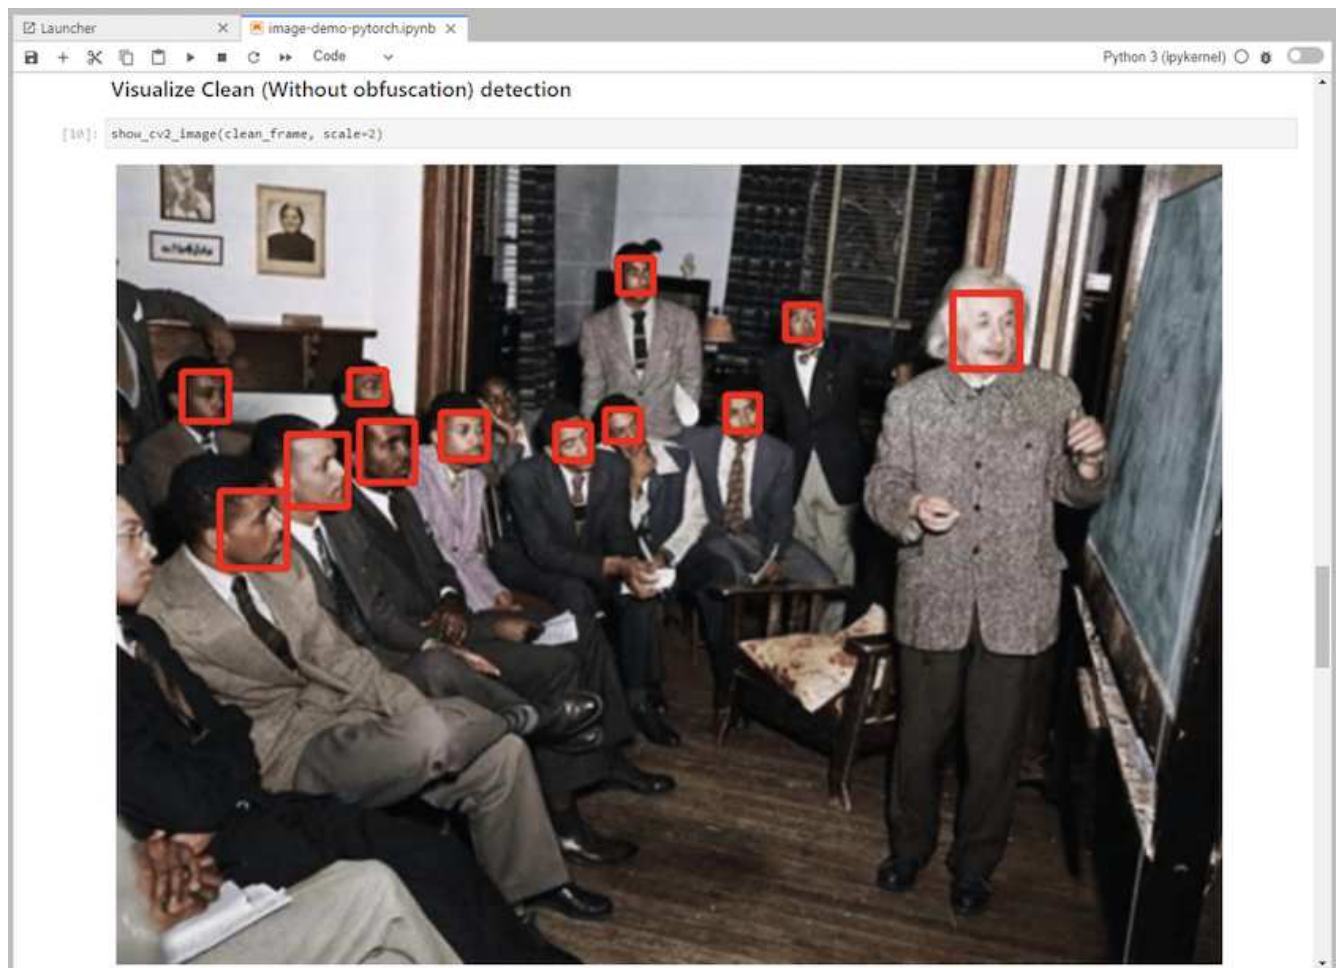 Launcher
image-demo-pytorch.ipynb
Code
Python 3 (ipykernel)
Visualize Clean (Without obfuscation) detection
[10]:
show_cv2_image(clean_frame, scale=2)